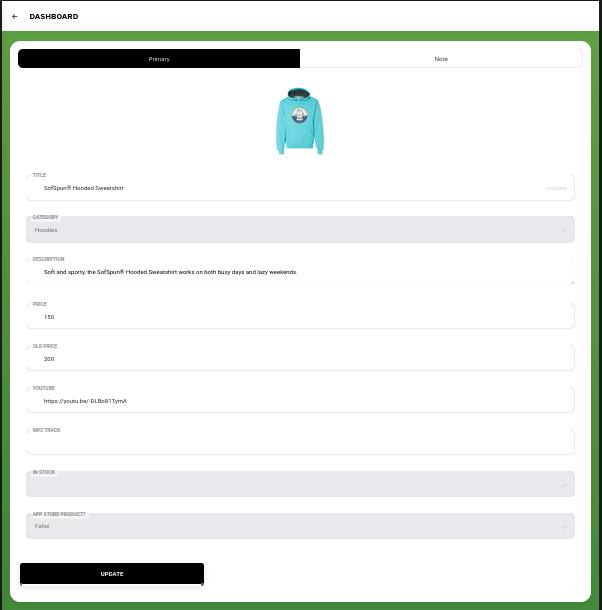 ← DASHBOARD
Primary
Note
TITLE
SofSpun® Hooded Sweatshirt
(required)
CATEGORY
Hoodies
DESCRIPTION
Soft and sporty, the SofSpun® Hooded Sweatshirt works on both busy days and lazy weekends.
PRICE
150
OLD PRICE
200
YOUTUBE
https://youtu.be/-DLBo81TymA
MP3 TRACK
IN STOCK
APP STORE PRODUCT?
False
UPDATE